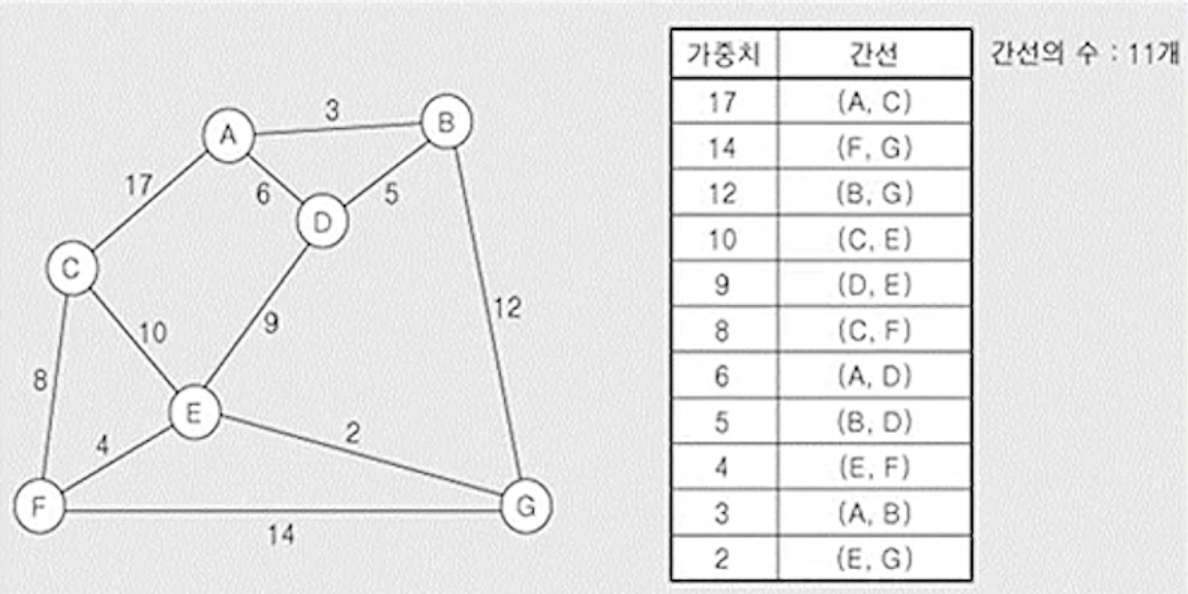 3
A
B
17
6
5
D
C
10
9
12
8
E
4
2
F
G
14
가중치 간선
17 (A, C)
14 (F, G)
12 (B, G)
10 (C, E)
9 (D, E)
8 (C, F)
6 (A, D)
5 (B, D)
4 (E, F)
3 (A, B)
2 (E, G)
간선의 수 : 11개